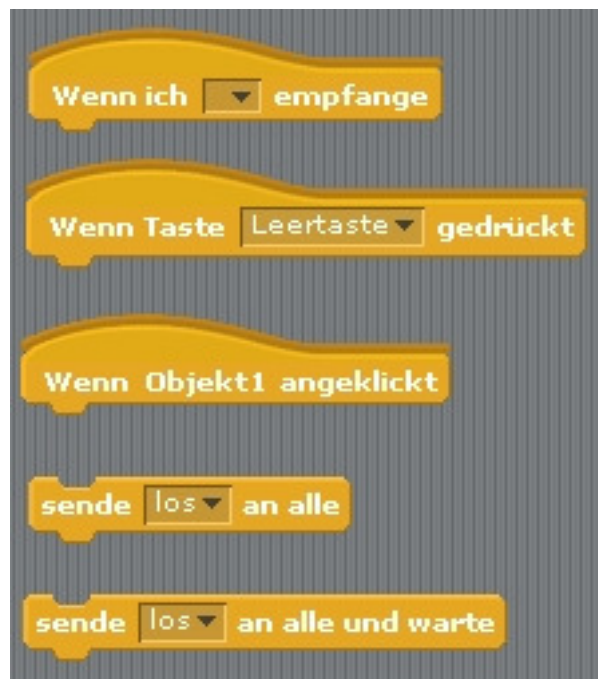 Wenn ich empfange
Wenn Taste Leertaste gedrückt
Wenn Objekt1 angeklickt
sende los an alle
sende los an alle und warte